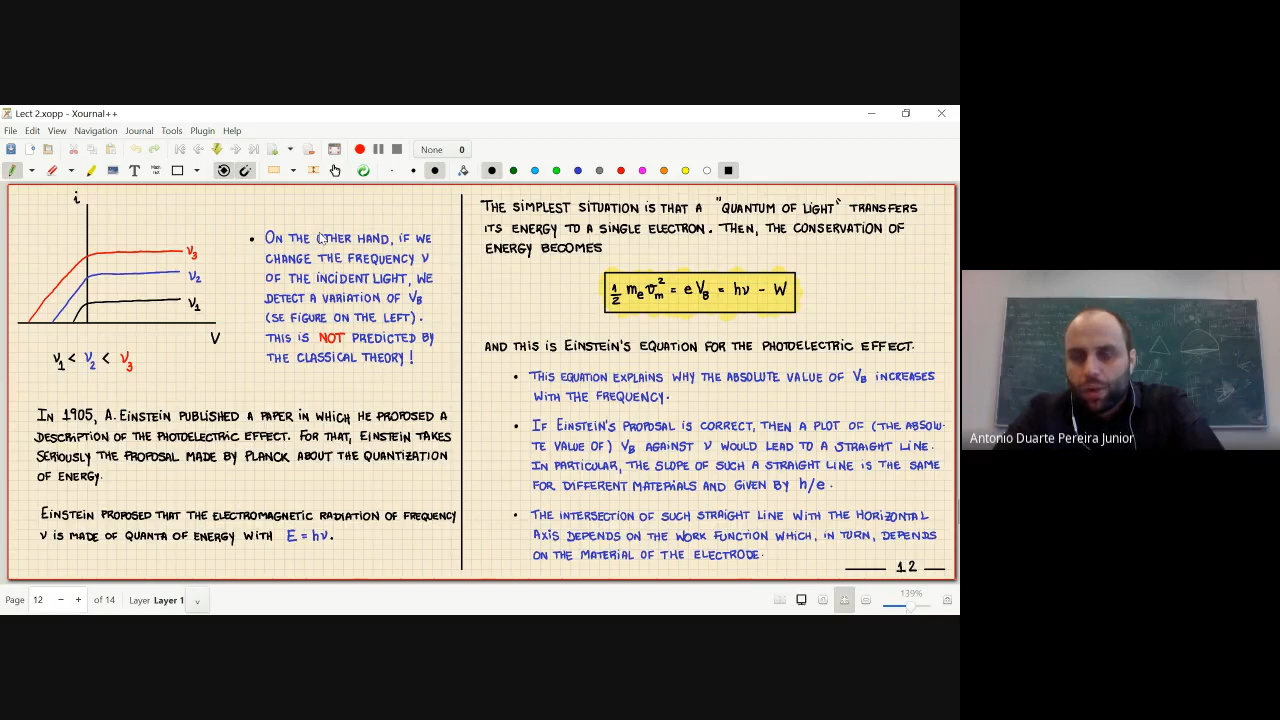 Lect 2.xopp - Xournal++
File Edit View Navigation Journal Tools Plugin Help
None 0
i
ν3
ν2
ν1
V
ν1 < ν2 < ν3
• ON THE OTHER HAND, IF WE
CHANGE THE FREQUENCY ν
OF THE INCIDENT LIGHT, WE
DETECT A VARIATION OF VB
(SE FIGURE ON THE LEFT).
THIS IS NOT PREDICTED BY
THE CLASSICAL THEORY!
IN 1905, A. EINSTEIN PUBLISHED A PAPER IN WHICH HE PROPOSED A
DESCRIPTION OF THE PHOTOELECTRIC EFFECT. FOR THAT, EINSTEIN TAKES
SERIOUSLY THE PROPOSAL MADE BY PLANCK ABOUT THE QUANTIZATION
OF ENERGY.
EINSTEIN PROPOSED THAT THE ELECTROMAGNETIC RADIATION OF FREQUENCY
ν IS MADE OF QUANTA OF ENERGY WITH E = hν.
THE SIMPLEST SITUATION IS THAT A "QUANTUM OF LIGHT" TRANSFERS
ITS ENERGY TO A SINGLE ELECTRON. THEN, THE CONSERVATION OF
ENERGY BECOMES
1/2 me vm² = e VB = hν - W
AND THIS IS EINSTEIN'S EQUATION FOR THE PHOTOELECTRIC EFFECT.
• THIS EQUATION EXPLAINS WHY THE ABSOLUTE VALUE OF VB INCREASES
WITH THE FREQUENCY.
• IF EINSTEIN'S PROPOSAL IS CORRECT, THEN A PLOT OF (THE ABSOLU-
TE VALUE OF) VB AGAINST ν WOULD LEAD TO A STRAIGHT LINE.
IN PARTICULAR, THE SLOPE OF SUCH A STRAIGHT LINE IS THE SAME
FOR DIFFERENT MATERIALS AND GIVEN BY h/e.
• THE INTERSECTION OF SUCH STRAIGHT LINE WITH THE HORIZONTAL
AXIS DEPENDS ON THE WORK FUNCTION WHICH, IN TURN, DEPENDS
ON THE MATERIAL OF THE ELECTRODE.
12
Page 12 of 14 Layer Layer 1 139%
Antonio Duarte Pereira Junior